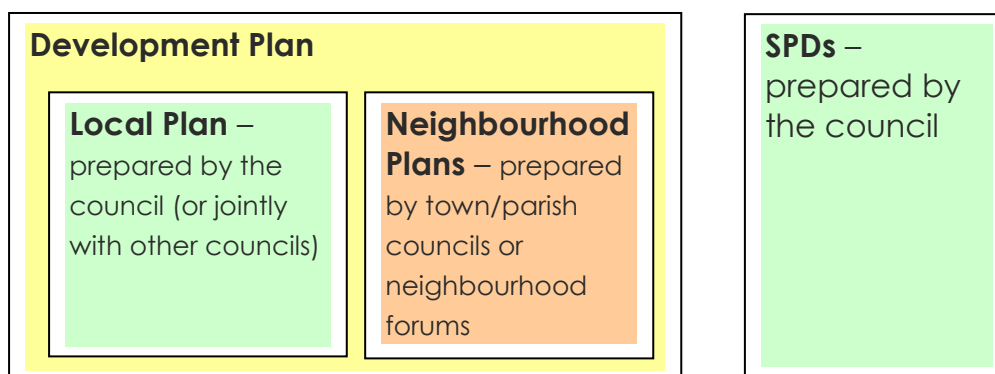 Development Plan
Local Plan –
prepared by the
council (or jointly
with other councils)
Neighbourhood
Plans – prepared
by town/parish
councils or
neighbourhood
forums
SPDs –
prepared by
the council